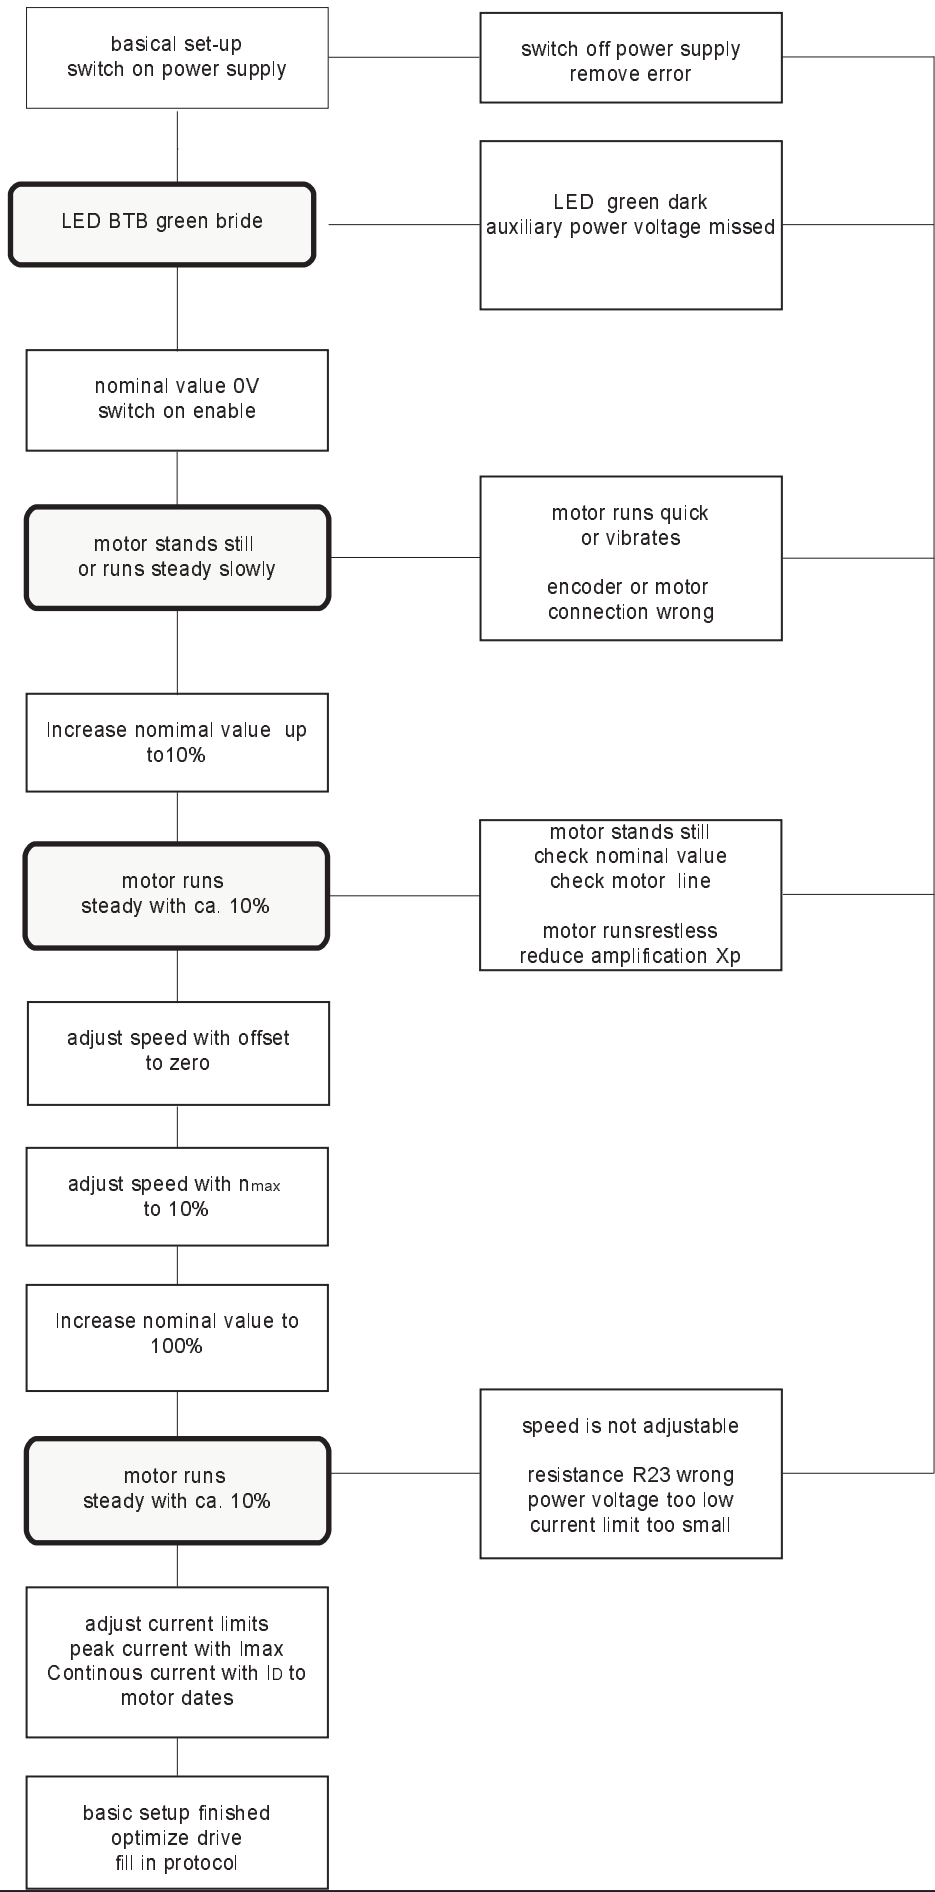 basical set-up
switch on power supply
switch off power supply
remove error
LED BTB green bride
LED  green dark
auxiliary power voltage missed
nominal value 0V
switch on enable
motor stands still
or runs steady slowly
motor runs quick
or vibrates
encoder or motor
connection wrong
Increase nomimal value  up
to10%
motor runs
steady with ca. 10%
motor stands still
check nominal value
check motor  line
motor runsrestless
reduce amplification Xp
adjust speed with offset
to zero
adjust speed with nmax
to 10%
Increase nominal value to
100%
motor runs
steady with ca. 10%
speed is not adjustable
resistance R23 wrong
power voltage too low
current limit too small
adjust current limits
peak current with Imax
Continous current with ID to
motor dates
basic setup finished
optimize drive
fill in protocol